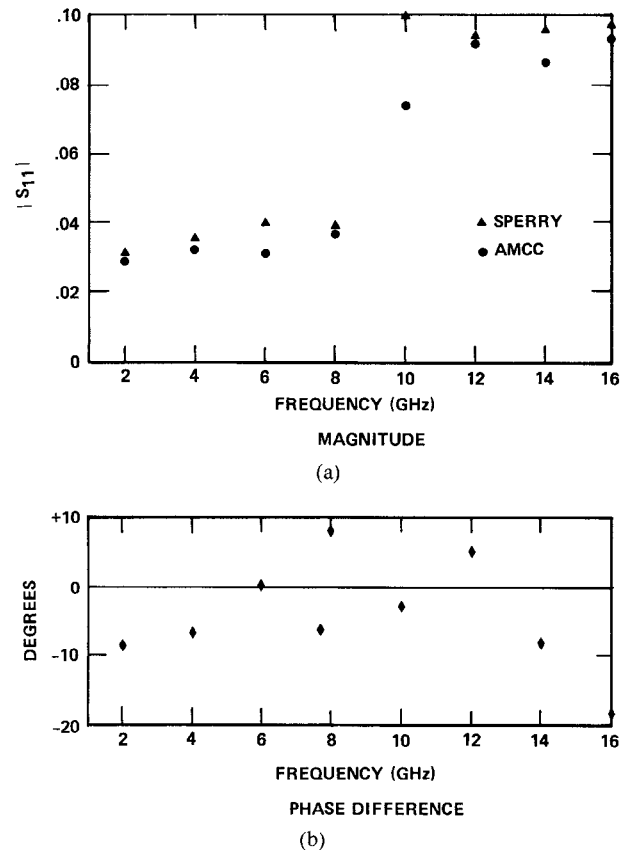 .10
.08
.06
.04
.02
0
| S11 |
▲ SPERRY
● AMCC
2 4 6 8 10 12 14 16
FREQUENCY (GHz)
MAGNITUDE
(a)
+10
0
-10
-20
DEGREES
2 4 6 8 10 12 14 16
FREQUENCY (GHz)
PHASE DIFFERENCE
(b)